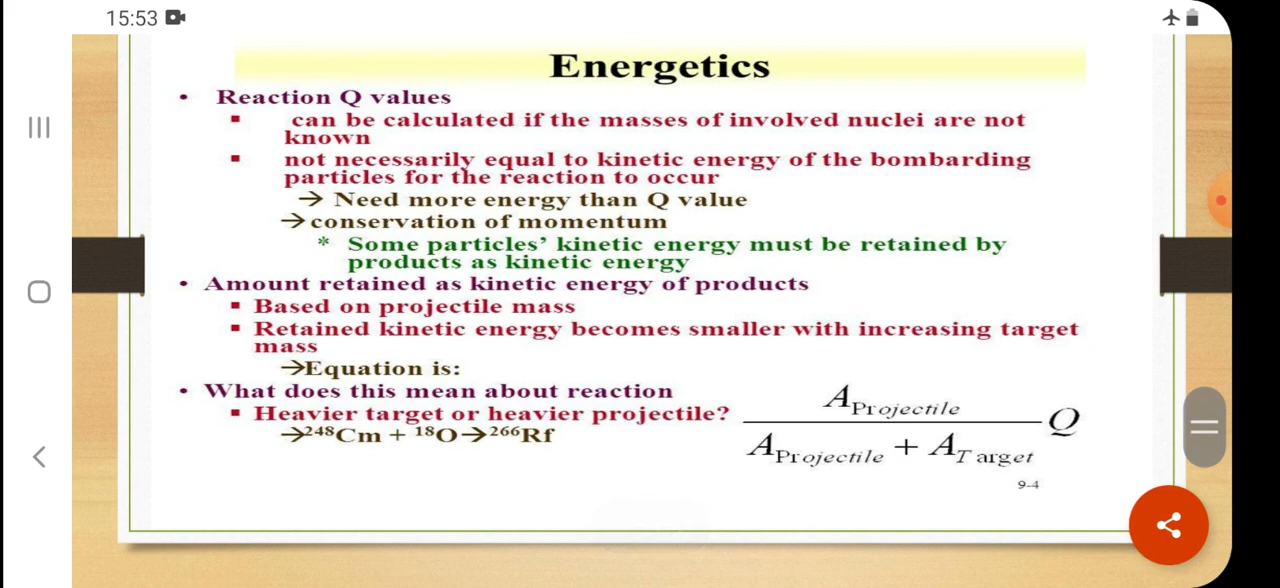 15:53
Energetics
• Reaction Q values
▪ can be calculated if the masses of involved nuclei are not
known
▪ not necessarily equal to kinetic energy of the bombarding
particles for the reaction to occur
→ Need more energy than Q value
→conservation of momentum
* Some particles’ kinetic energy must be retained by
products as kinetic energy
• Amount retained as kinetic energy of products
▪ Based on projectile mass
▪ Retained kinetic energy becomes smaller with increasing target
mass
→Equation is:
• What does this mean about reaction
▪ Heavier target or heavier projectile?
→²⁴⁸Cm + ¹⁸O→²⁶⁶Rf
A Projectile
Q
A Projectile + A T arget
9-4